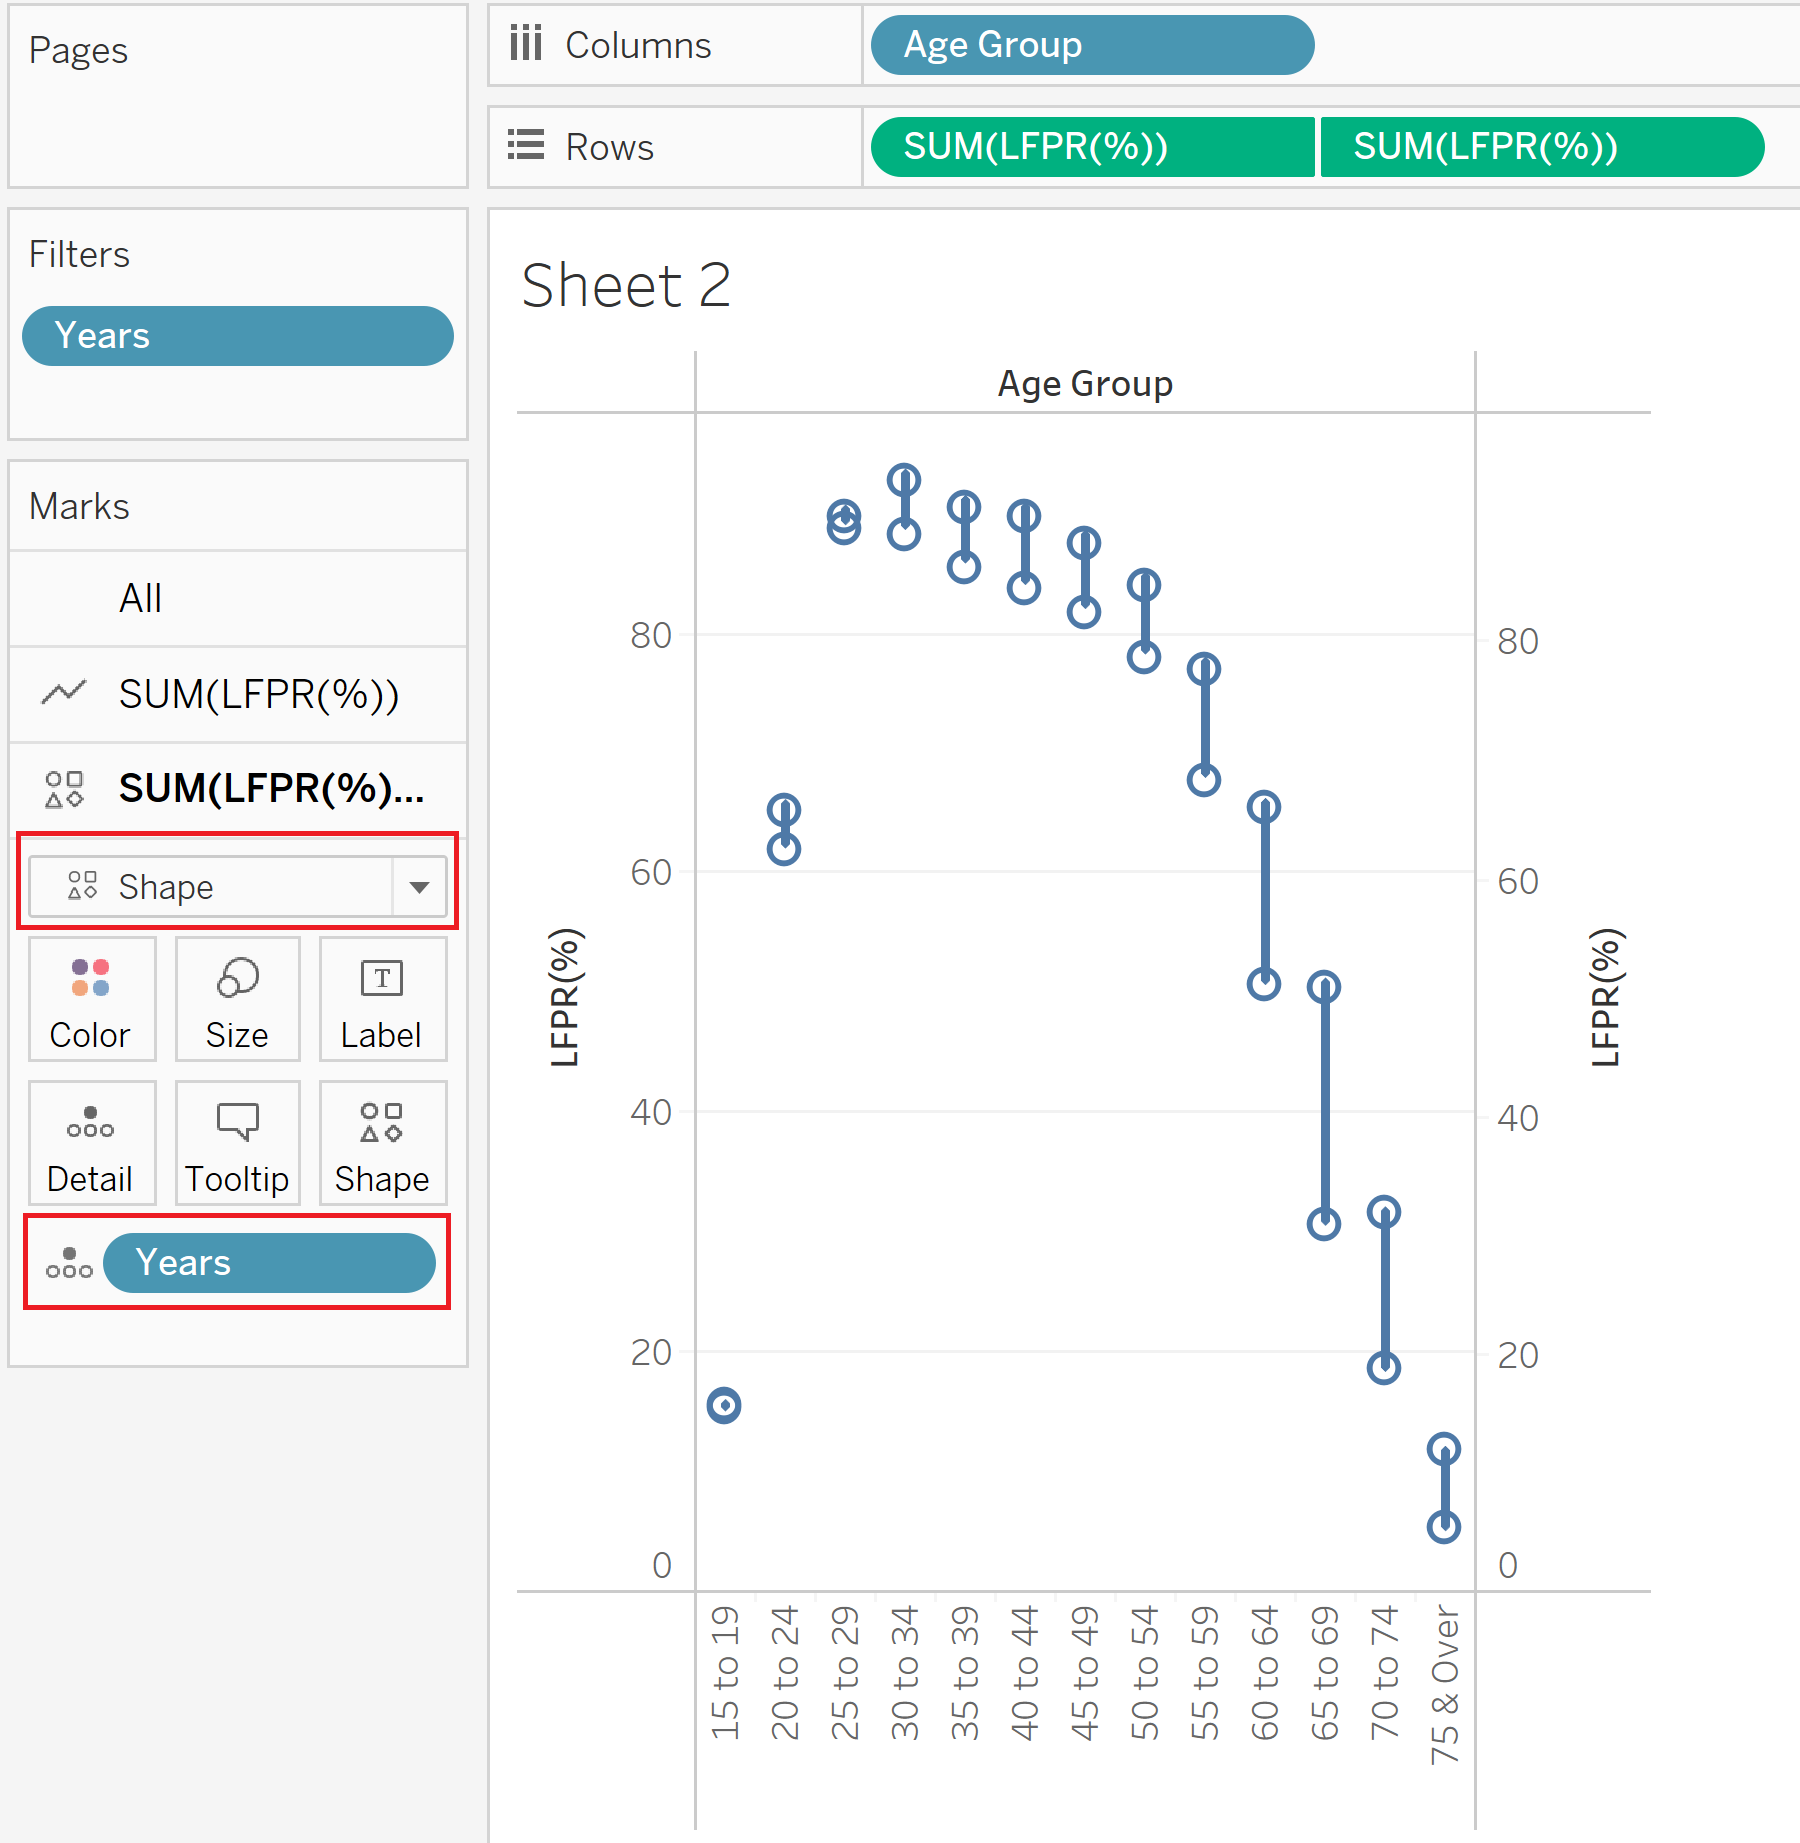 Pages
Columns
Age Group
Rows
SUM(LFPR(%))
SUM(LFPR(%))
Filters
Years
Marks
All
SUM(LFPR(%))
SUM(LFPR(%)...
Shape
Color
Size
Label
Detail
Tooltip
Shape
Years
Sheet 2
Age Group
LFPR(%)
80
60
40
20
0
80
60
40
20
0
LFPR(%)
15 to 19
20 to 24
25 to 29
30 to 34
35 to 39
40 to 44
45 to 49
50 to 54
55 to 59
60 to 64
65 to 69
70 to 74
75 & Over